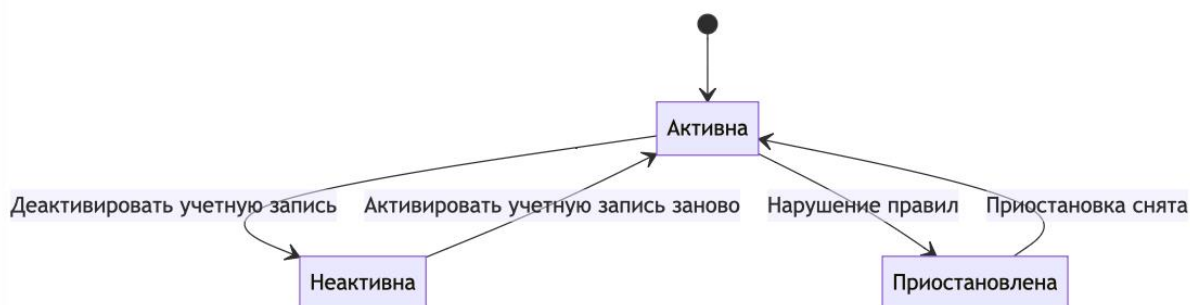 Активна
Деактивировать учетную запись
Активировать учетную запись заново
Нарушение правил
Приостановка снята
Неактивна
Приостановлена